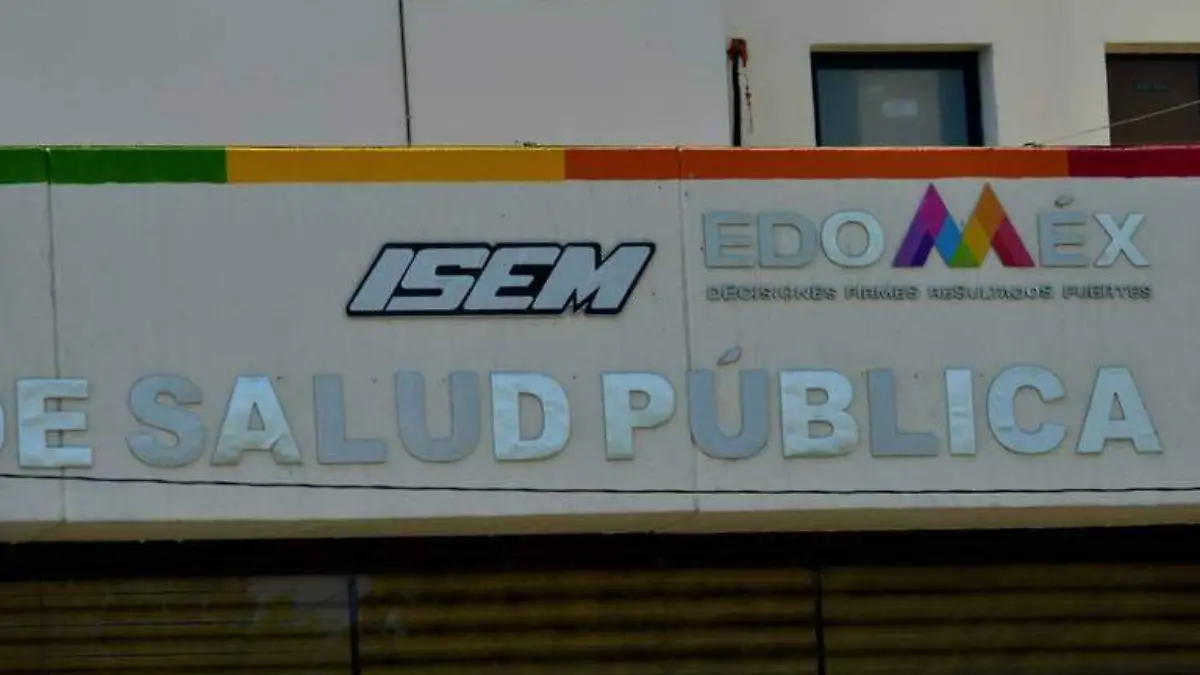 ISEM
EDOMÉX
DECISIONES FIRMES RESULTADOS FUERTES
DE SALUD PÚBLICA